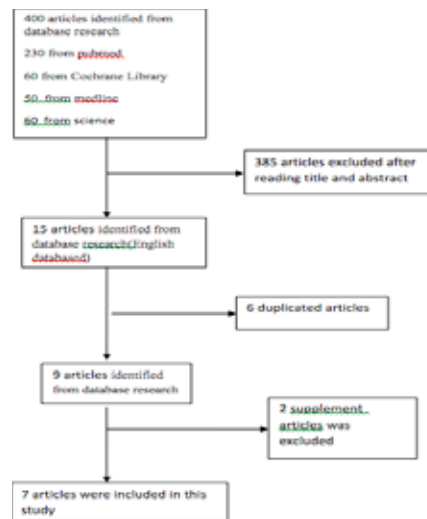 400 articles identified from
database research
230 from pubmed.
60 from Cochrane Library
50 from medline
60 from science
385 articles excluded after
reading title and abstract
15 articles identified from
database research(English
databased)
6 duplicated articles
9 articles identified
from database research
2 supplement
articles was
excluded
7 articles were included in this
study